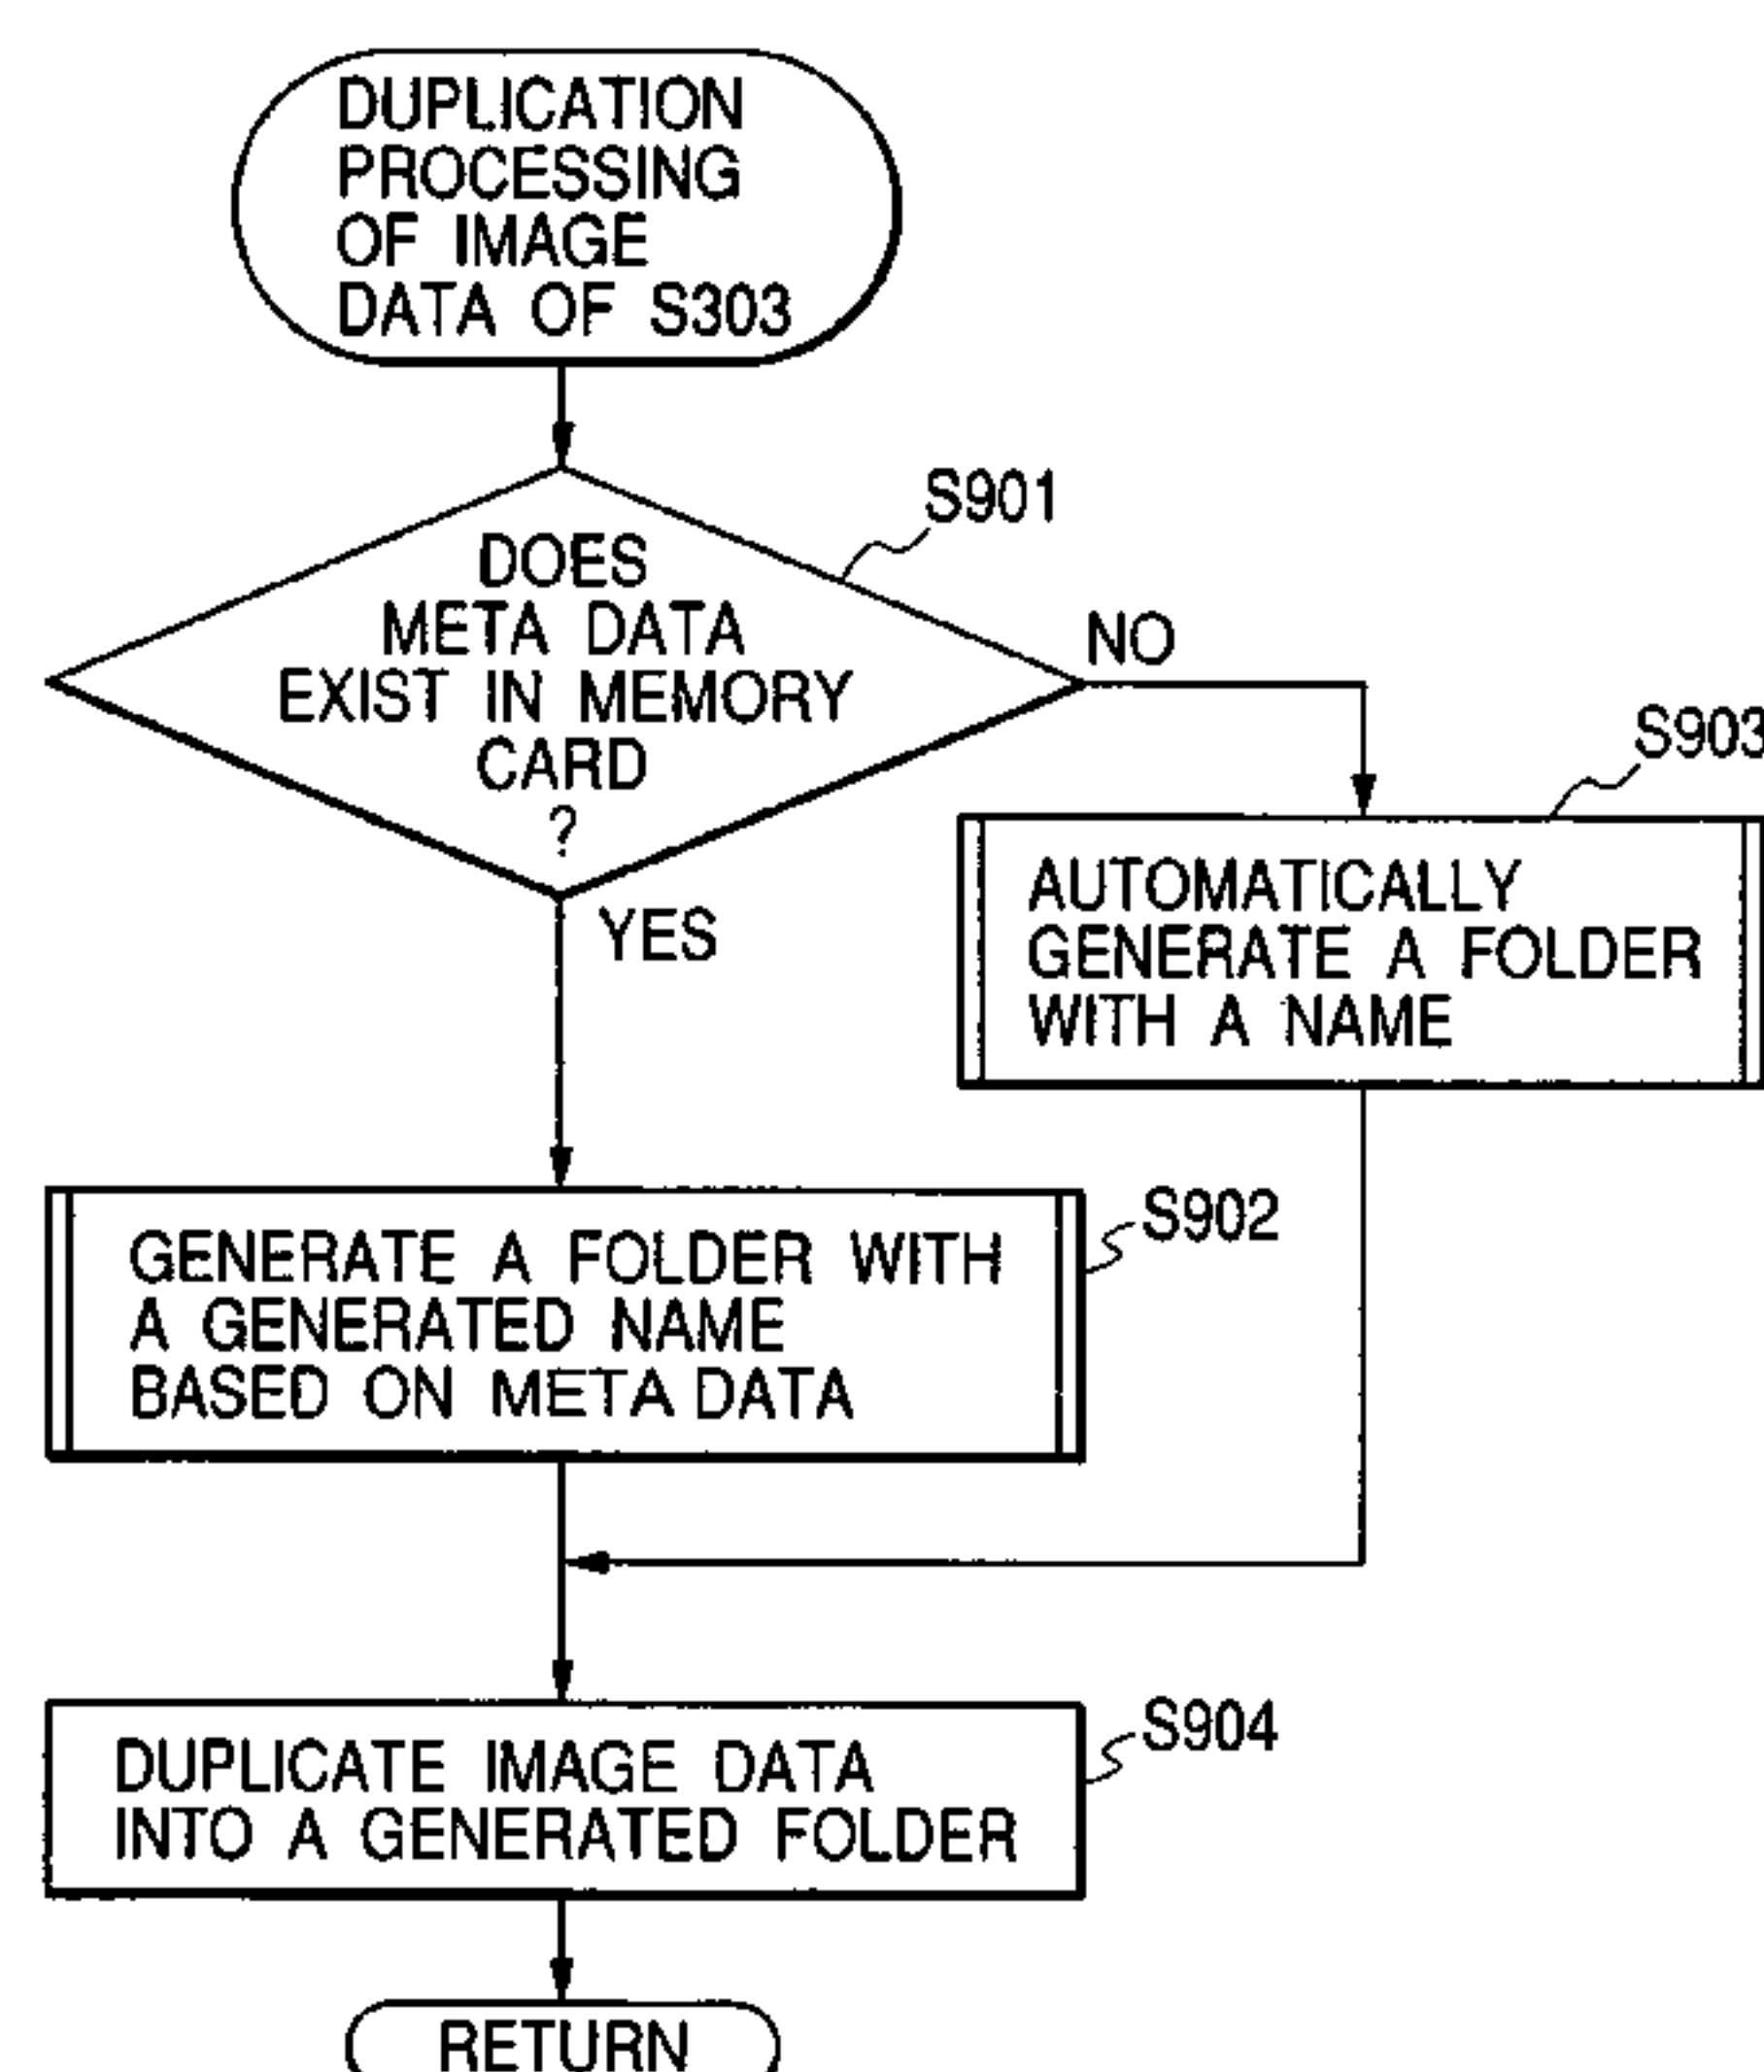 DUPLICATION
PROCESSING
OF IMAGE
DATA OF S303
S901
DOES
META DATA
EXIST IN MEMORY
CARD
?
NO
YES
S903
AUTOMATICALLY
GENERATE A FOLDER
WITH A NAME
S902
GENERATE A FOLDER WITH
A GENERATED NAME
BASED ON META DATA
S904
DUPLICATE IMAGE DATA
INTO A GENERATED FOLDER
RETURN